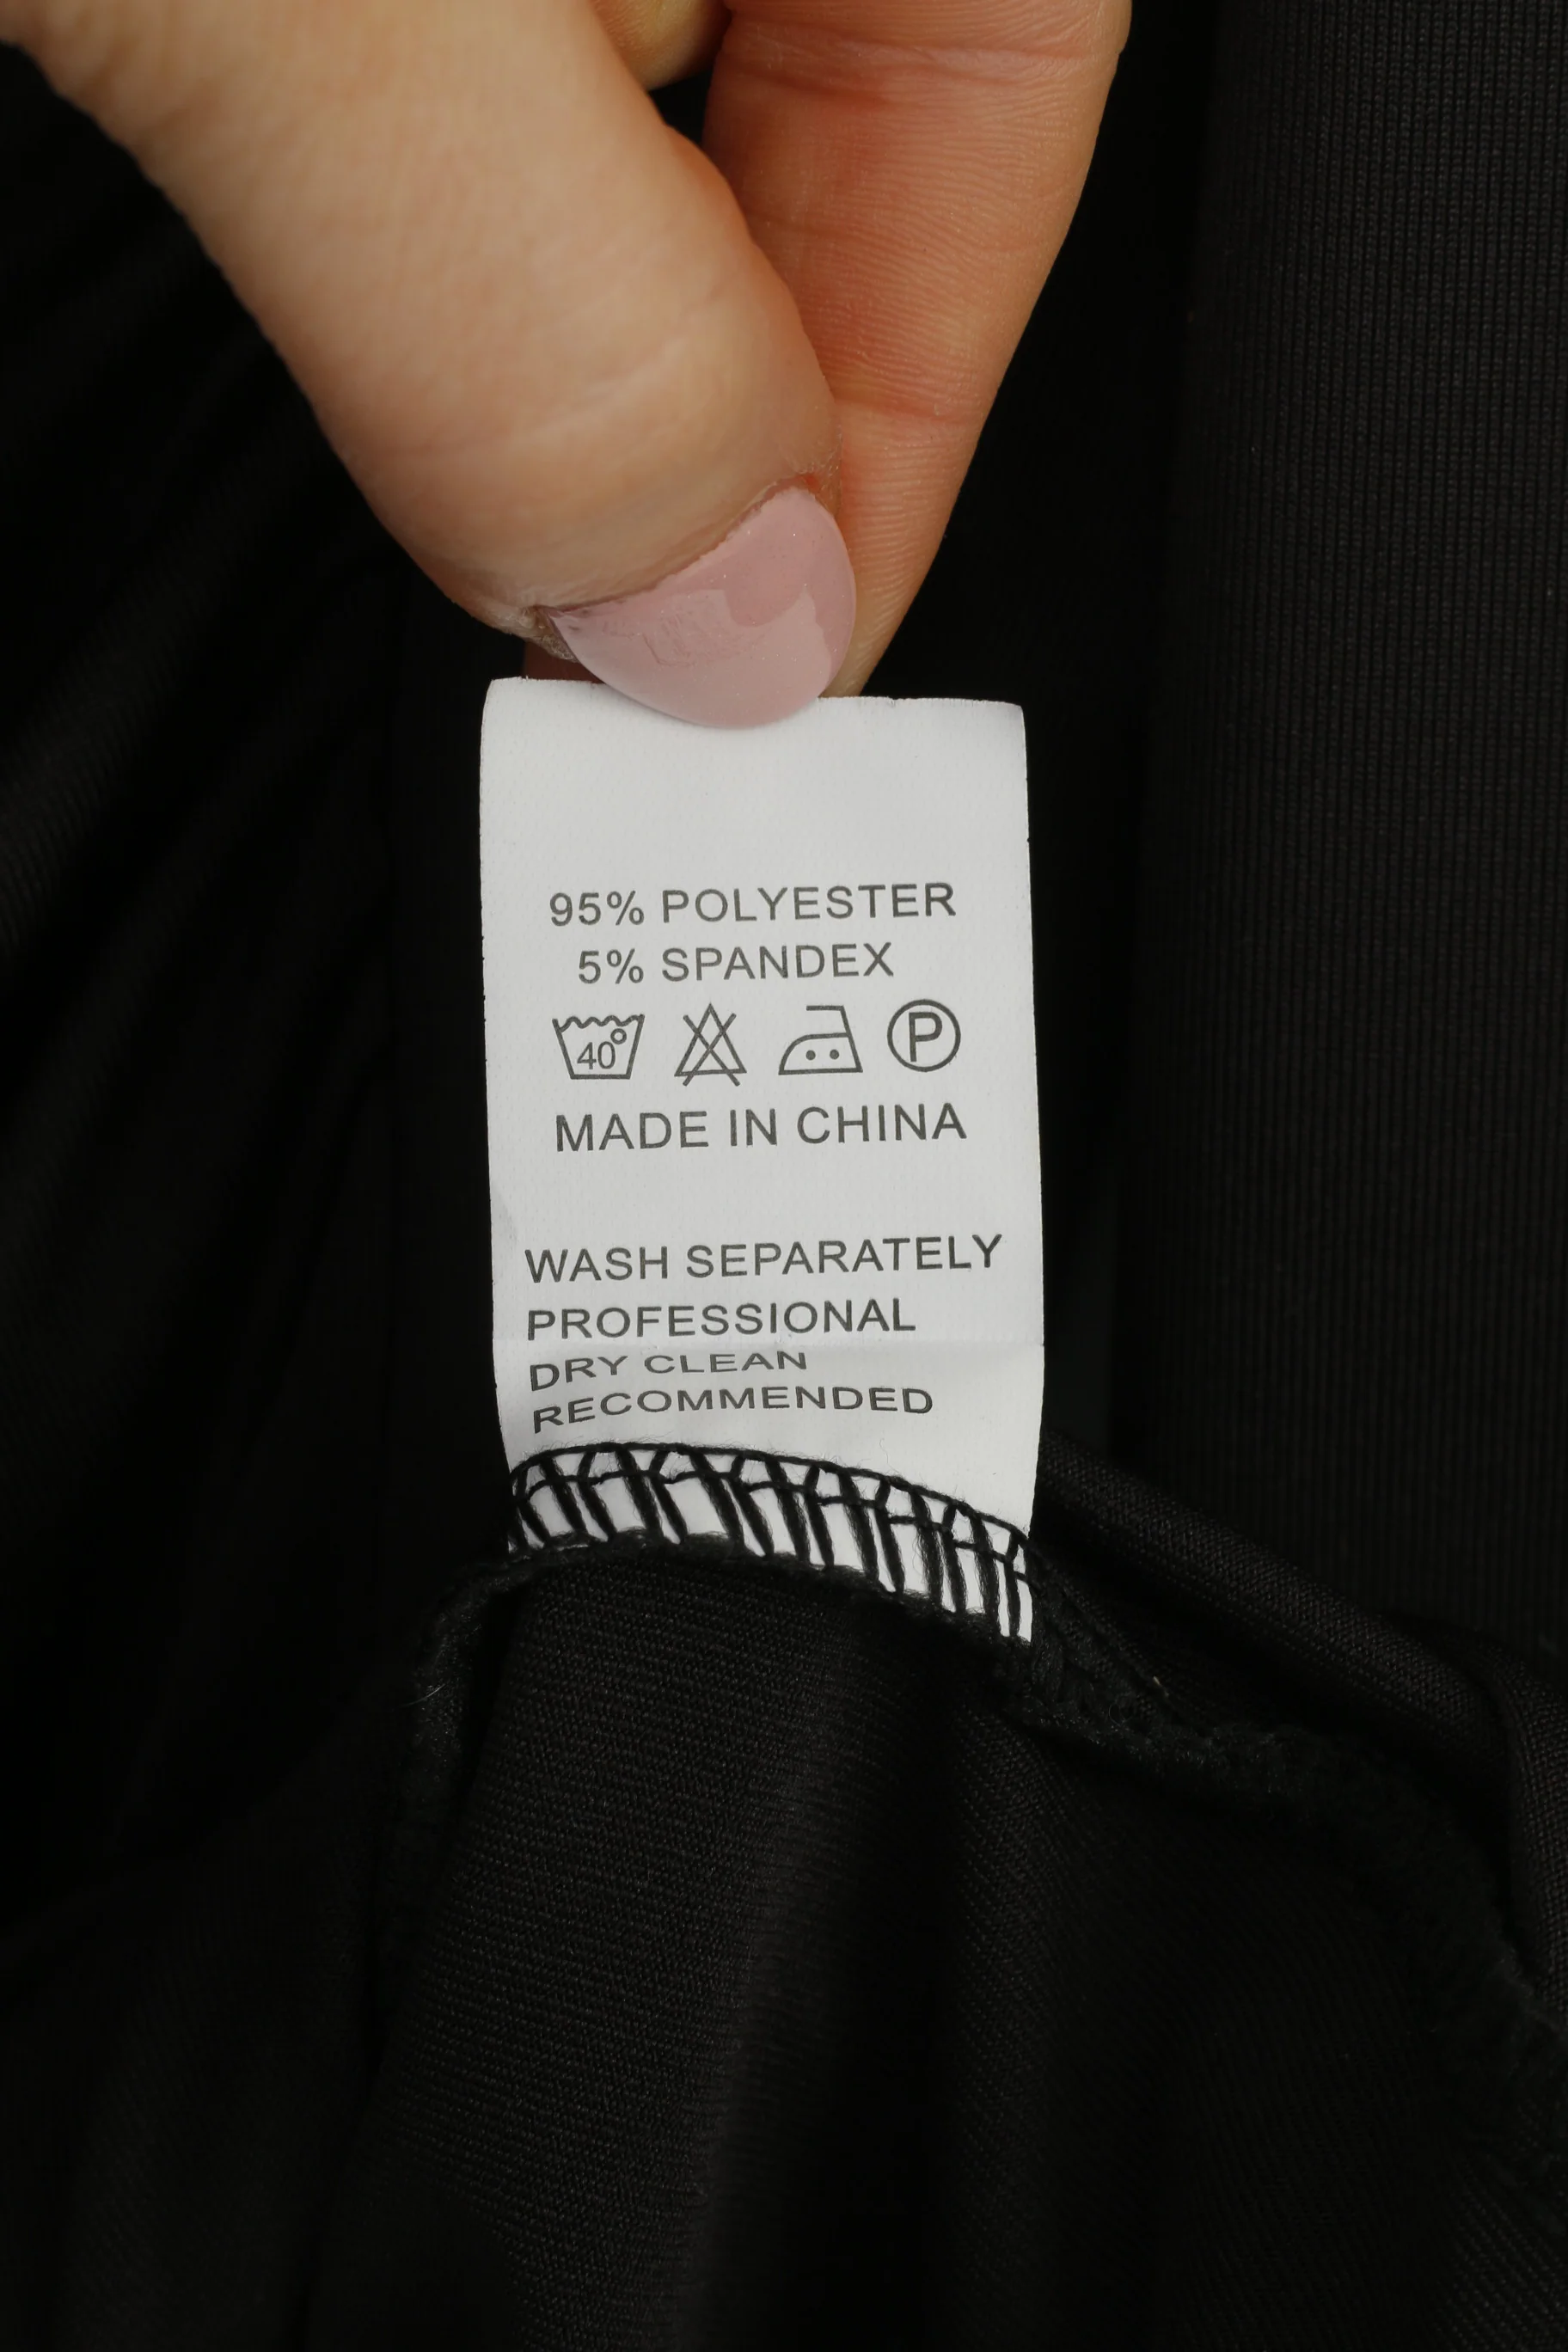 95% POLYESTER
5% SPANDEX
40° P
MADE IN CHINA
WASH SEPARATELY
PROFESSIONAL
DRY CLEAN
RECOMMENDED